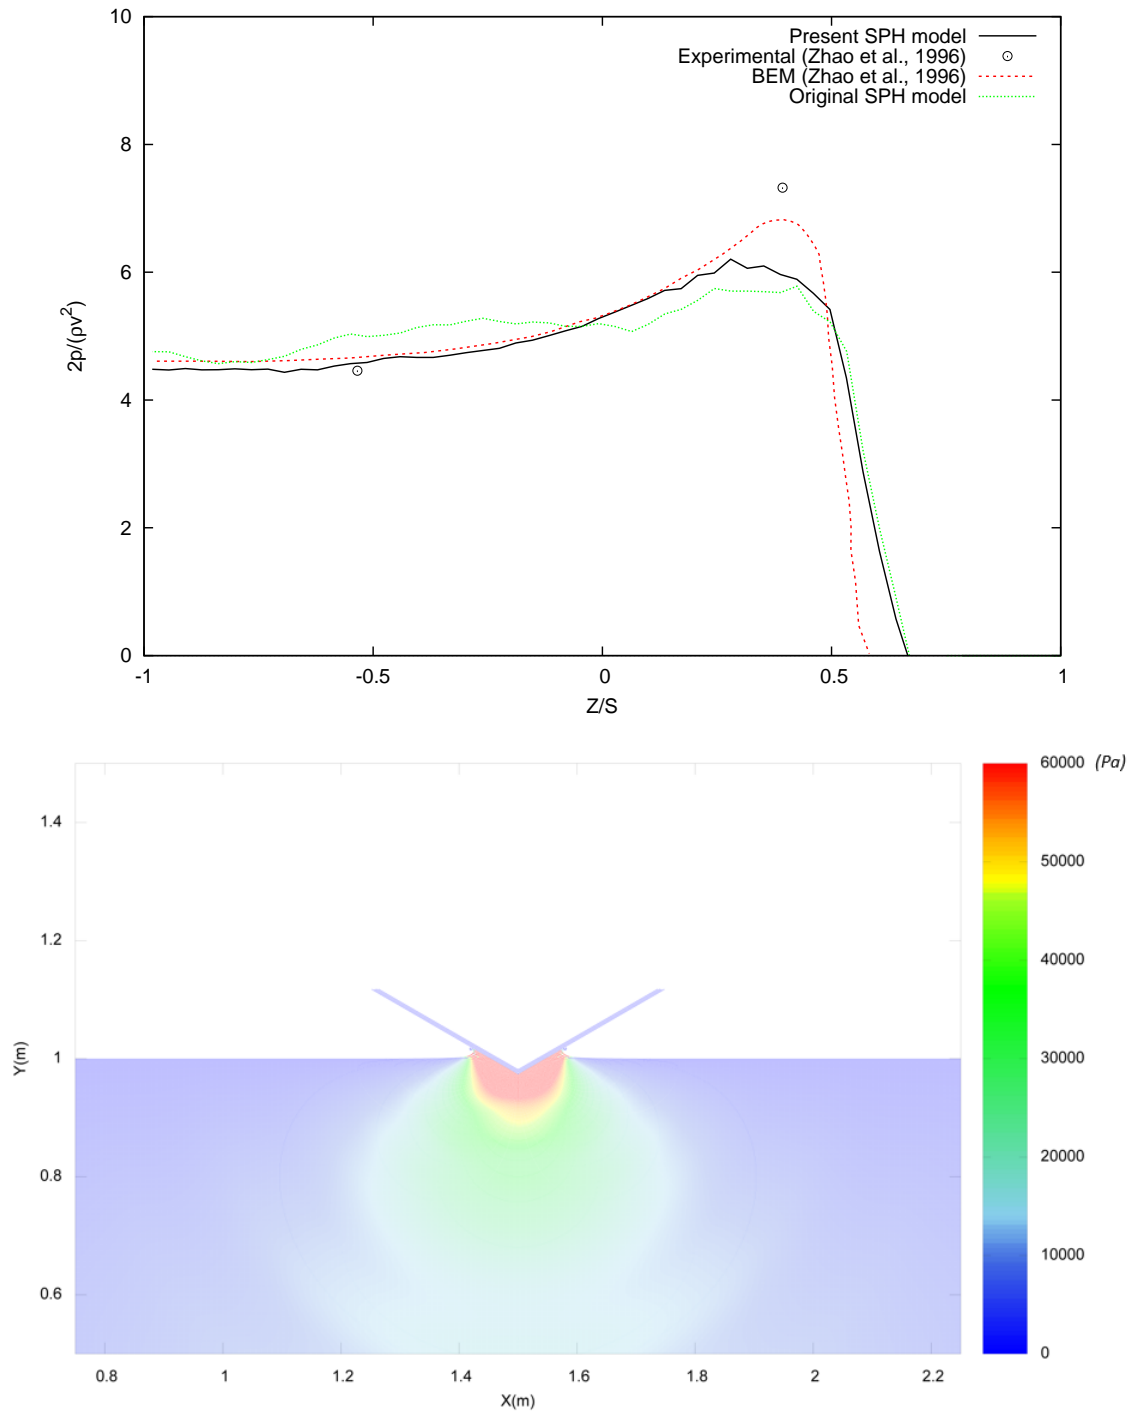 10
8
6
4
2
0
2p/(ρv²)
Present SPH model
Experimental (Zhao et al., 1996)
BEM (Zhao et al., 1996)
Original SPH model
-1 -0.5 0 0.5 1
Z/S
60000 (Pa)
50000
40000
30000
20000
10000
0
1.4
1.2
1
0.8
0.6
Y(m)
0.8 1 1.2 1.4 1.6 1.8 2 2.2
X(m)